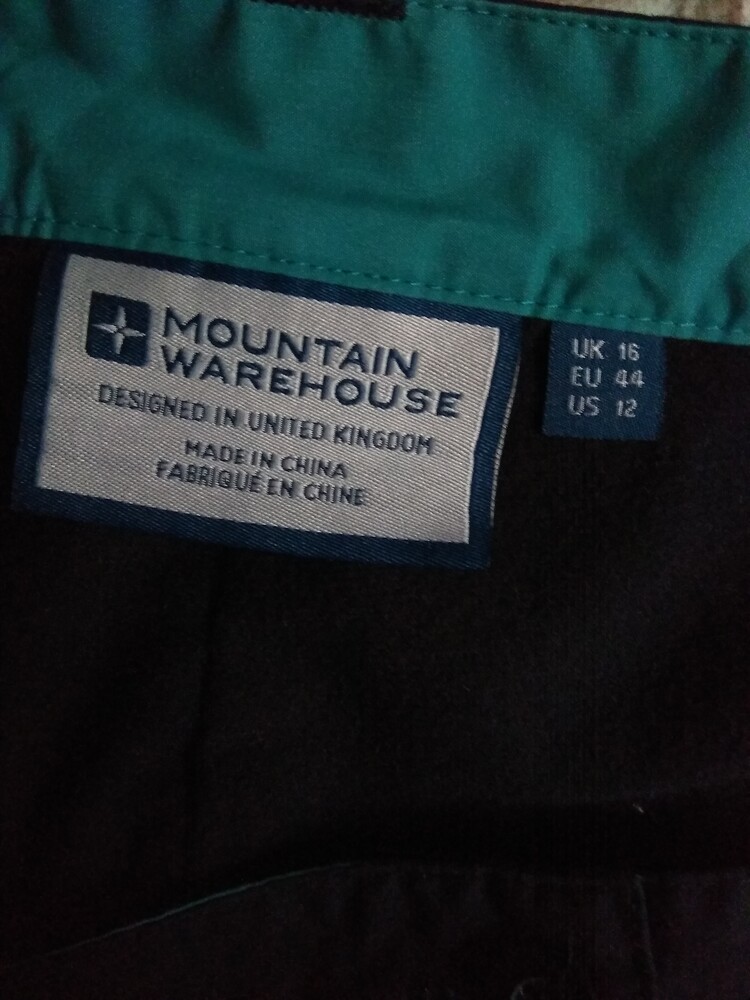 MOUNTAIN
WAREHOUSE
DESIGNED IN UNITED KINGDOM
MADE IN CHINA
FABRIQUÉ EN CHINE
UK 16
EU 44
US 12